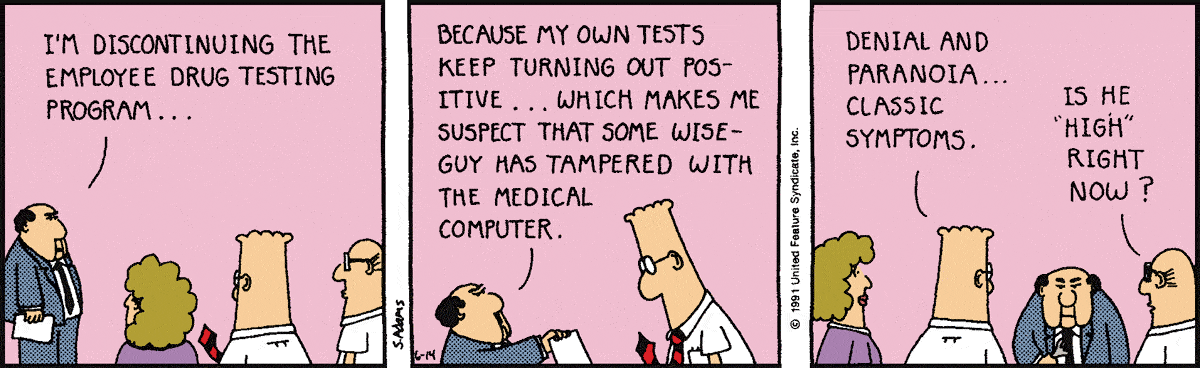 I'M DISCONTINUING THE
EMPLOYEE DRUG TESTING
PROGRAM...
BECAUSE MY OWN TESTS
KEEP TURNING OUT POS-
ITIVE... WHICH MAKES ME
SUSPECT THAT SOME WISE-
GUY HAS TAMPERED WITH
THE MEDICAL
COMPUTER.
S.Adams
6-14
© 1991 United Feature Syndicate, Inc.
DENIAL AND
PARANOIA...
CLASSIC
SYMPTOMS.
IS HE
"HIGH"
RIGHT
NOW?